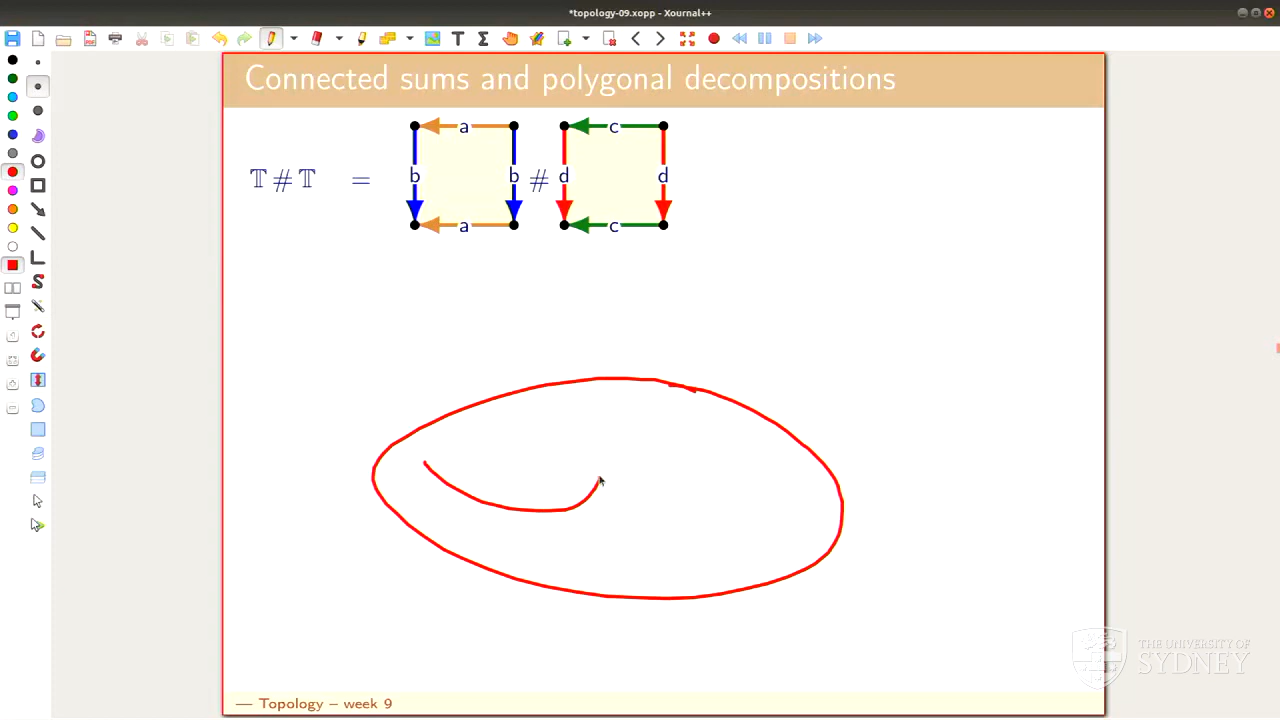 *topology-09.xopp - Xournal++
Connected sums and polygonal decompositions
a c
𝕋 # 𝕋 = b b # d d
a c
THE UNIVERSITY OF
SYDNEY
— Topology – week 9